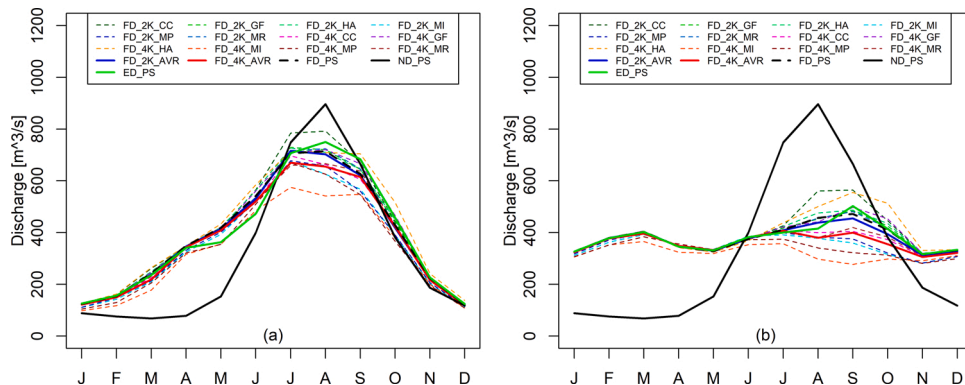 FD_2K_CC FD_2K_GF FD_2K_HA FD_2K_MI
FD_2K_MP FD_2K_MR FD_4K_CC FD_4K_GF
FD_4K_HA FD_4K_MI FD_4K_MP FD_4K_MR
FD_2K_AVR FD_4K_AVR FD_PS ND_PS
ED_PS
Discharge [m^3/s]
1200
1000
800
600
400
200
0
(a)
J F M A M J J A S O N D
FD_2K_CC FD_2K_GF FD_2K_HA FD_2K_MI
FD_2K_MP FD_2K_MR FD_4K_CC FD_4K_GF
FD_4K_HA FD_4K_MI FD_4K_MP FD_4K_MR
FD_2K_AVR FD_4K_AVR FD_PS ND_PS
ED_PS
Discharge [m^3/s]
1200
1000
800
600
400
200
0
(b)
J F M A M J J A S O N D